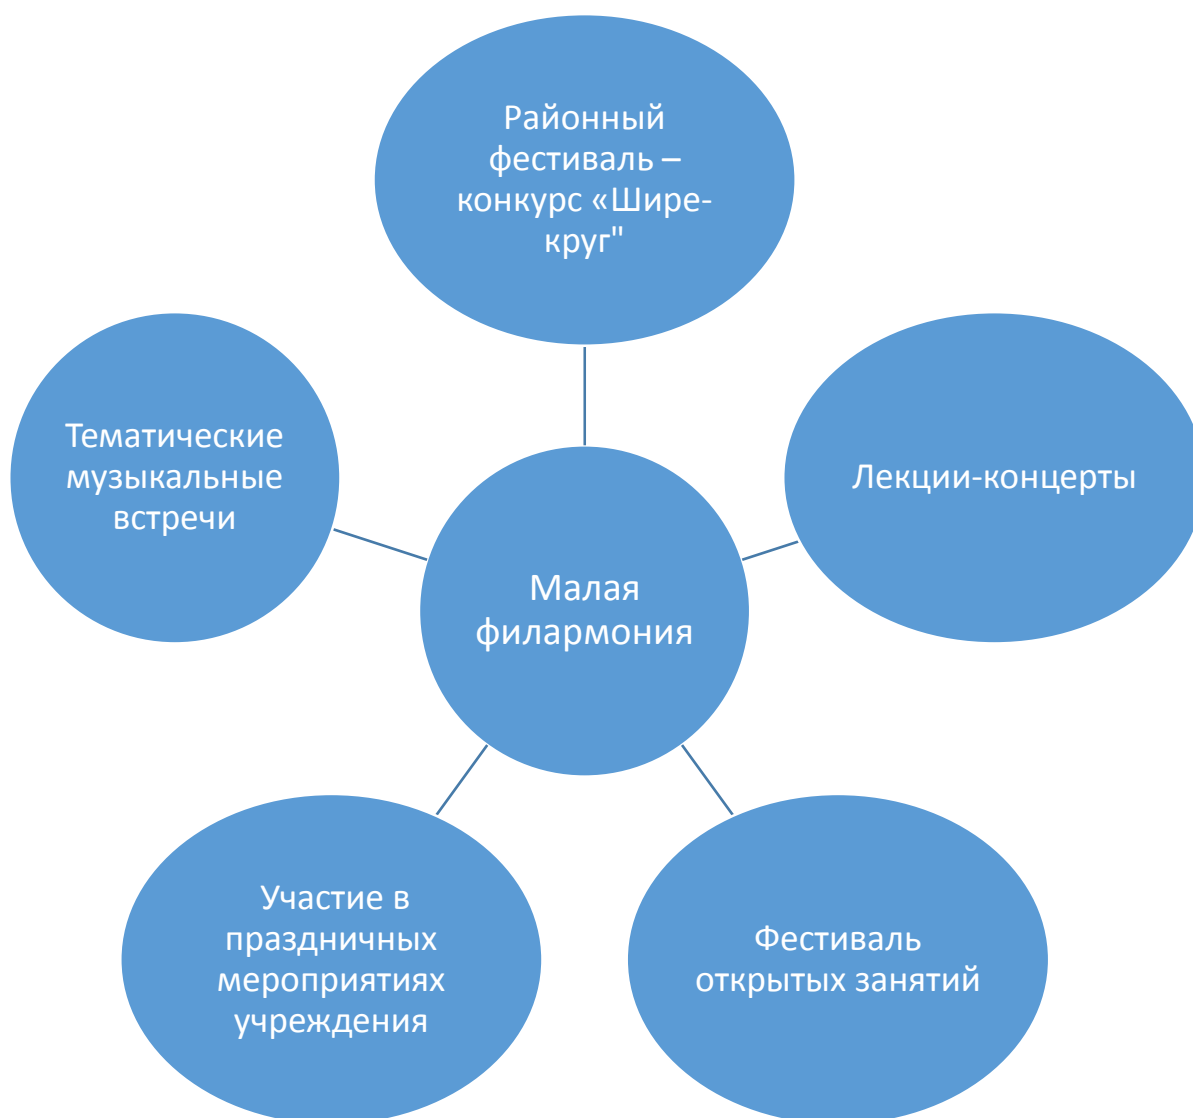 Районный
фестиваль –
конкурс «Шире-
круг"
Тематические
музыкальные
встречи
Лекции-концерты
Малая
филармония
Участие в
праздничных
мероприятиях
учреждения
Фестиваль
открытых занятий